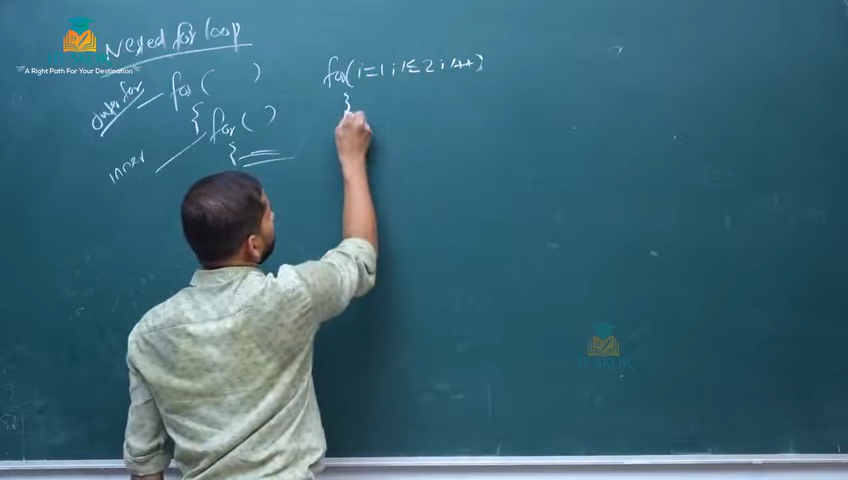 Nested for loop
A Right Path For Your Destination
outer for
for (    )
{
for ( )
{
inner
for(i=1; i≤2; i++)
{